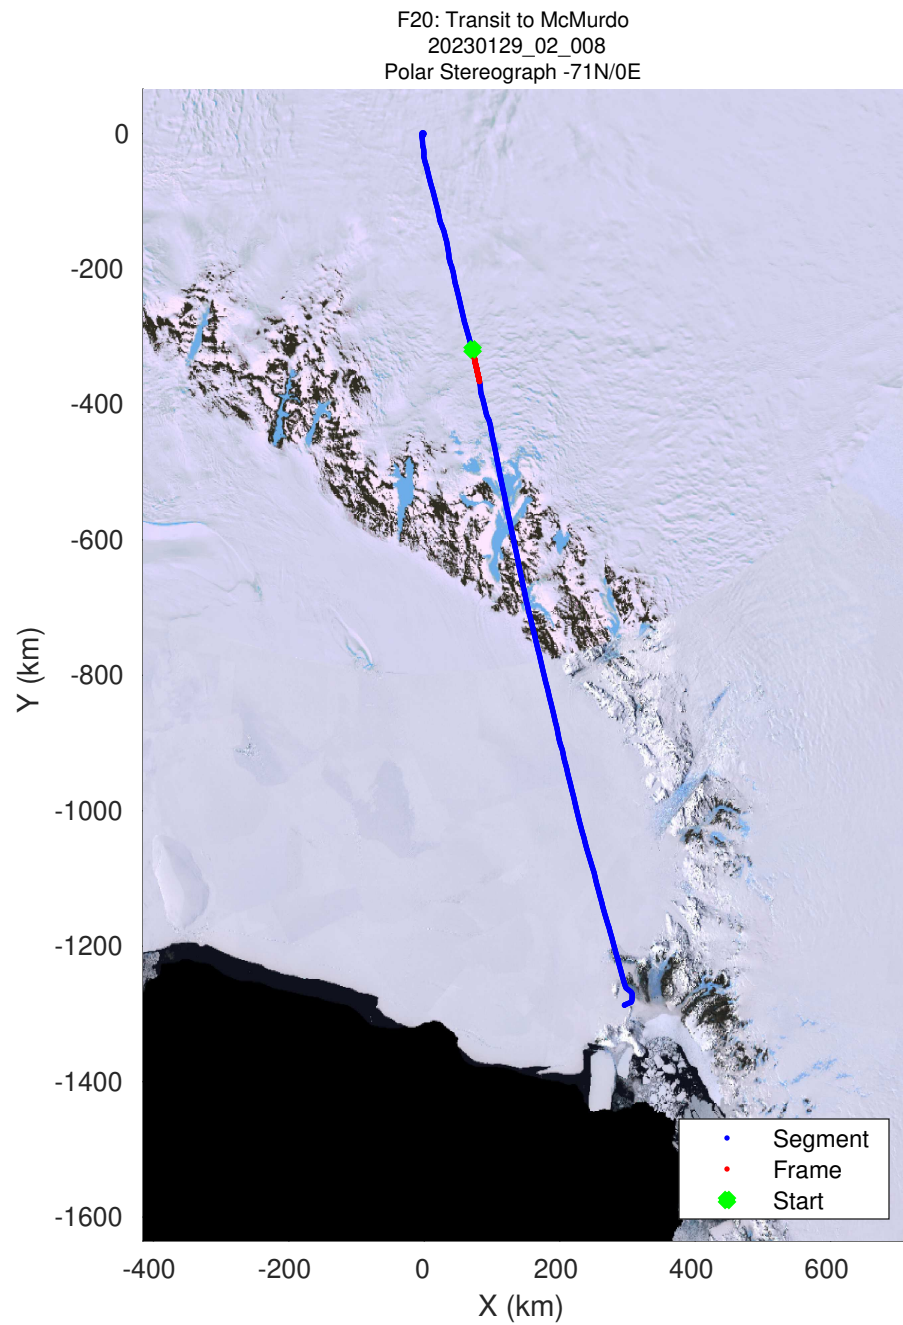 F20: Transit to McMurdo
20230129_02_008
Polar Stereograph -71N/0E
0
-200
-400
-600
-800
-1000
-1200
-1400
-1600
Y (km)
Segment
Frame
Start
-400 -200 0 200 400 600
X (km)